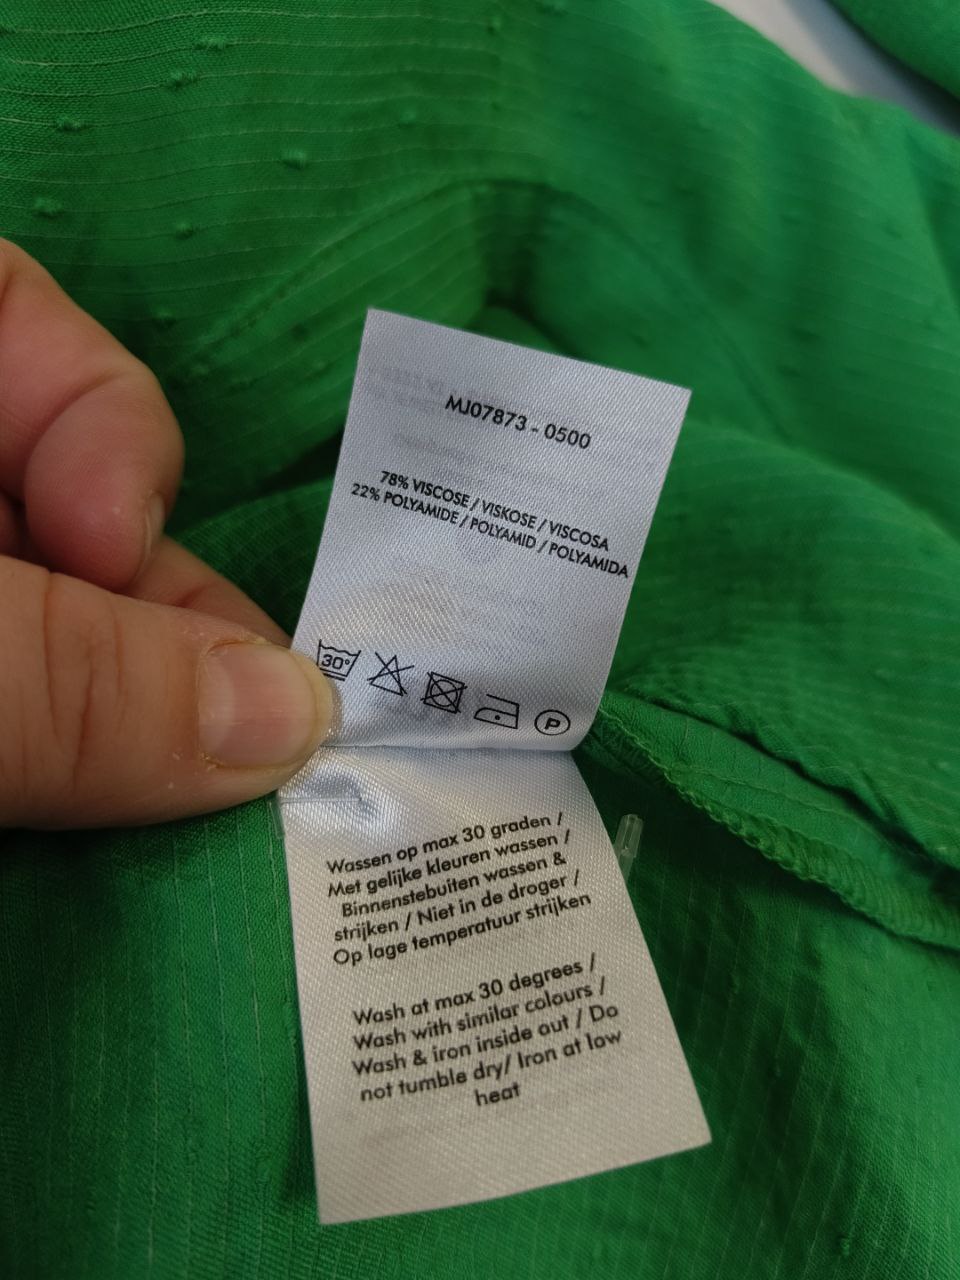 MJ07873 - 0500
78% VISCOSE / VISKOSE / VISCOSA
22% POLYAMIDE / POLYAMID / POLYAMIDA
30°
P
Wassen op max 30 graden /
Met gelijke kleuren wassen /
Binnenstebuiten wassen &
strijken / Niet in de droger /
Op lage temperatuur strijken
Wash at max 30 degrees /
Wash with similar colours /
Wash & iron inside out / Do
not tumble dry/ Iron at low
heat